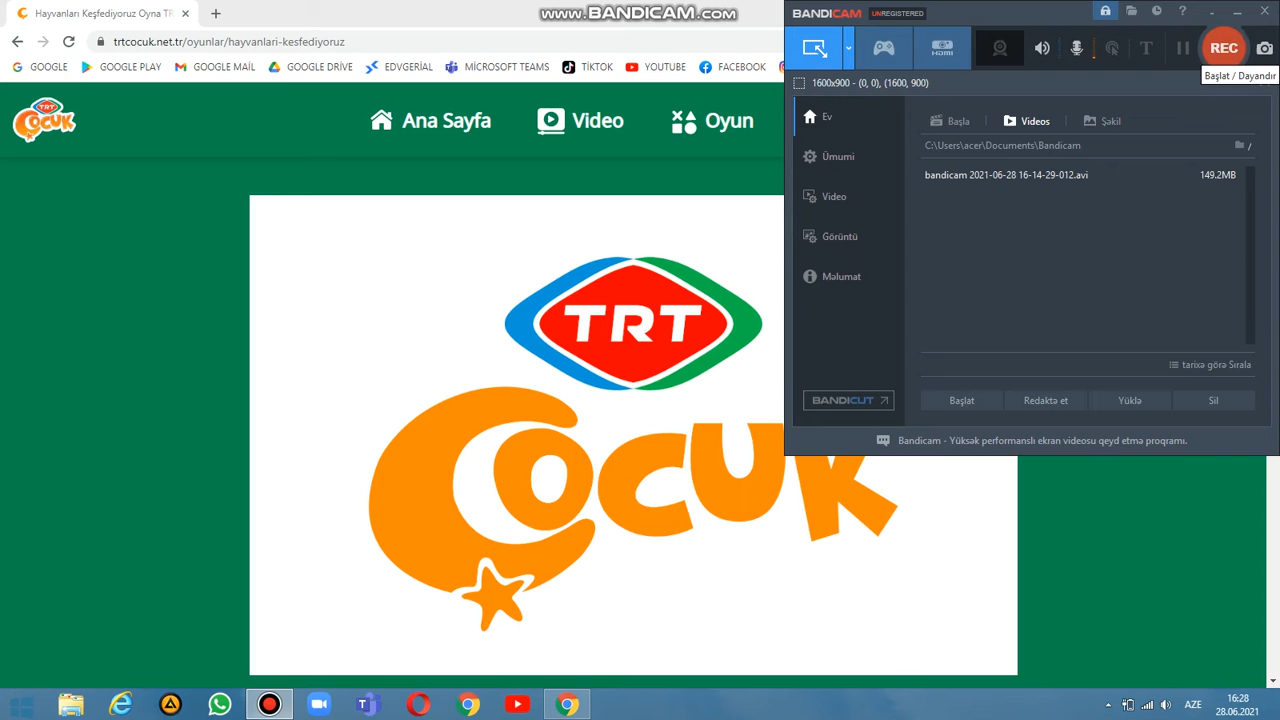 Hayvanları Keşfediyoruz Oyna TR
www.BANDICAM.com
trtcocuk.net.tr/oyunlar/hayvanlari-kesfediyoruz
GOOGLE GOOGLE PLAY GOOGLE MAIL GOOGLE DRİVE EDVGERİAL MICROSOFT TEAMS TİKTOK YOUTUBE FACEBOOK
TRT
çocuk
Ana Sayfa Video Oyun
TRT
çocuk
BANDICAM UNREGISTERED
HDMI
T
REC
Başlat / Dayandır
1600x900 - (0, 0), (1600, 900)
Ev
Ümumi
Video
Görüntü
Məlumat
BANDICUT
Başla Videos Şəkil
C:\Users\acer\Documents\Bandicam
/
bandicam 2021-06-28 16-14-29-012.avi 149.2MB
tarixə görə Sırala
Başlat Redaktə et Yüklə Sil
Bandicam - Yüksək performanslı ekran videosu qeyd etmə proqramı.
AZE
16:28
28.06.2021